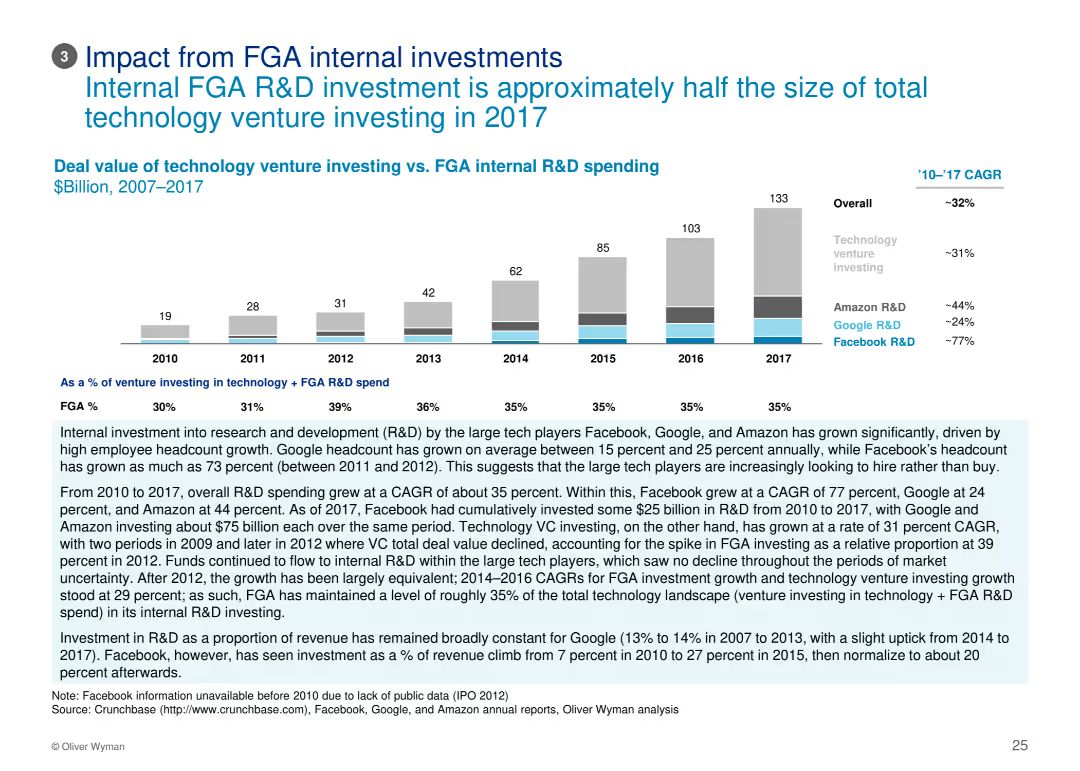 3 Impact from FGA internal investments
Internal FGA R&D investment is approximately half the size of total
technology venture investing in 2017
Deal value of technology venture investing vs. FGA internal R&D spending
$Billion, 2007–2017
’10–’17 CAGR
19
28
31
42
62
85
103
133
Overall ~32%
Technology
venture
investing
~31%
Amazon R&D ~44%
Google R&D ~24%
Facebook R&D ~77%
2010 2011 2012 2013 2014 2015 2016 2017
As a % of venture investing in technology + FGA R&D spend
FGA % 30% 31% 39% 36% 35% 35% 35% 35%
Internal investment into research and development (R&D) by the large tech players Facebook, Google, and Amazon has grown significantly, driven by
high employee headcount growth. Google headcount has grown on average between 15 percent and 25 percent annually, while Facebook’s headcount
has grown as much as 73 percent (between 2011 and 2012). This suggests that the large tech players are increasingly looking to hire rather than buy.
From 2010 to 2017, overall R&D spending grew at a CAGR of about 35 percent. Within this, Facebook grew at a CAGR of 77 percent, Google at 24
percent, and Amazon at 44 percent. As of 2017, Facebook had cumulatively invested some $25 billion in R&D from 2010 to 2017, with Google and
Amazon investing about $75 billion each over the same period. Technology VC investing, on the other hand, has grown at a rate of 31 percent CAGR,
with two periods in 2009 and later in 2012 where VC total deal value declined, accounting for the spike in FGA investing as a relative proportion at 39
percent in 2012. Funds continued to flow to internal R&D within the large tech players, which saw no decline throughout the periods of market
uncertainty. After 2012, the growth has been largely equivalent; 2014–2016 CAGRs for FGA investment growth and technology venture investing growth
stood at 29 percent; as such, FGA has maintained a level of roughly 35% of the total technology landscape (venture investing in technology + FGA R&D
spend) in its internal R&D investing.
Investment in R&D as a proportion of revenue has remained broadly constant for Google (13% to 14% in 2007 to 2013, with a slight uptick from 2014 to
2017). Facebook, however, has seen investment as a % of revenue climb from 7 percent in 2010 to 27 percent in 2015, then normalize to about 20
percent afterwards.
Note: Facebook information unavailable before 2010 due to lack of public data (IPO 2012)
Source: Crunchbase (http://www.crunchbase.com), Facebook, Google, and Amazon annual reports, Oliver Wyman analysis
© Oliver Wyman
25